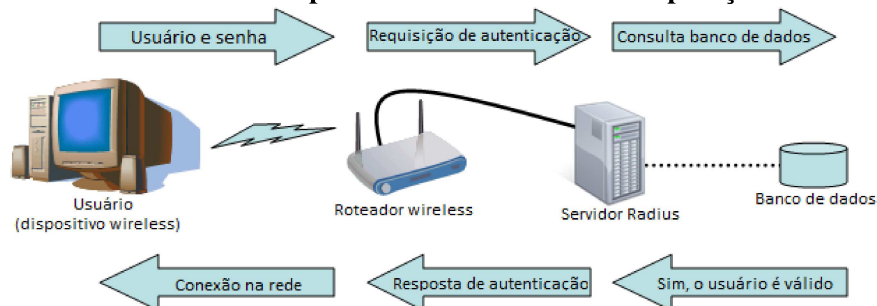 Usuário e senha
Requisição de autenticação
Consulta banco de dados
Usuário
(dispositivo wireless)
Roteador wireless
Servidor Radius
Banco de dados
Conexão na rede
Resposta de autenticação
Sim, o usuário é válido